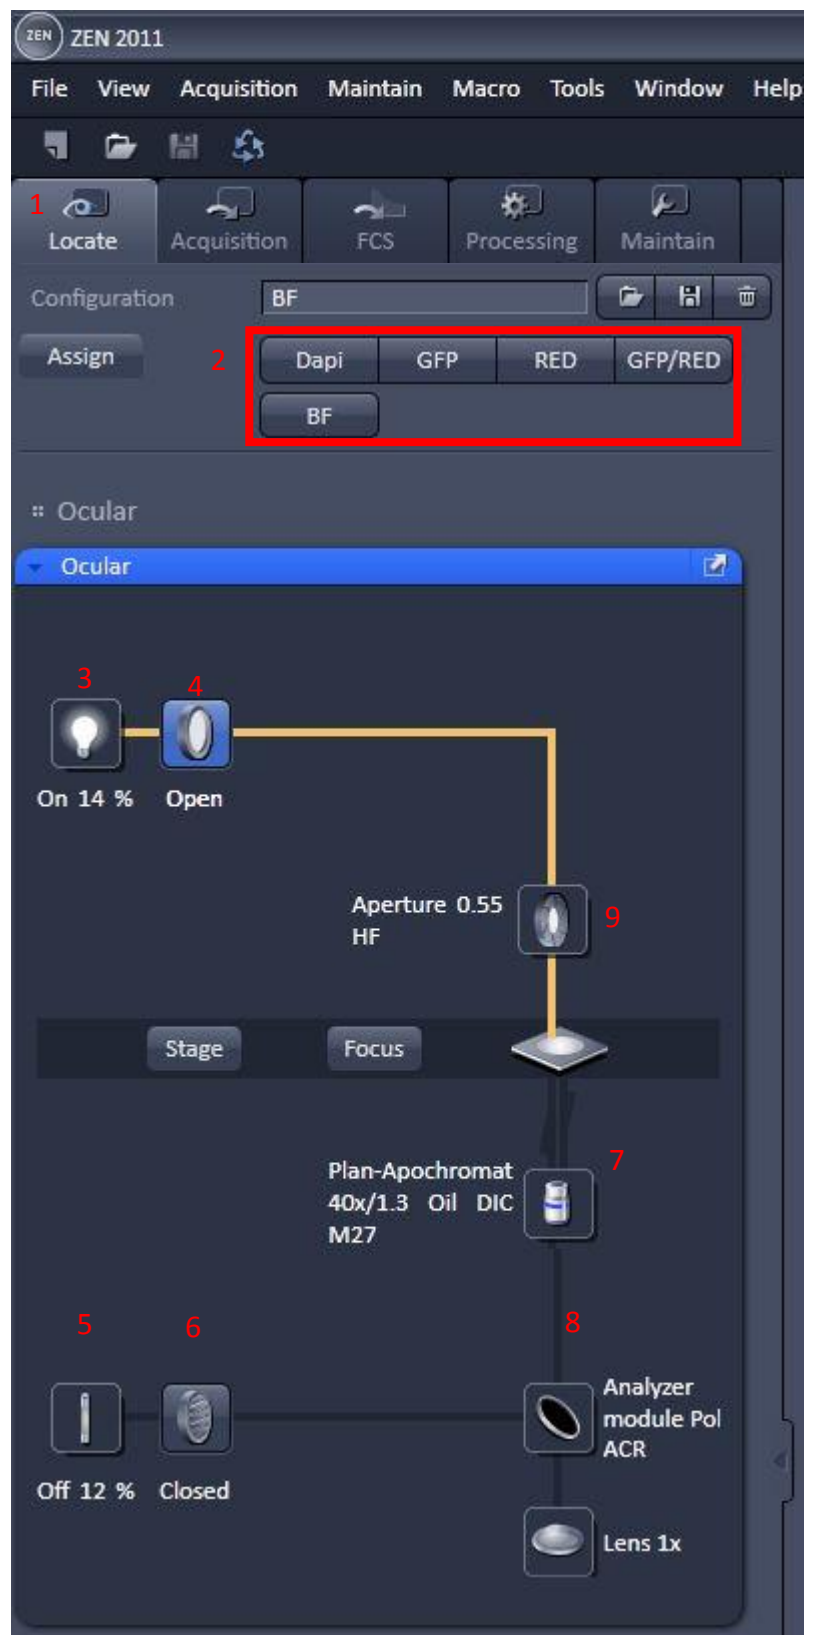 ZEN ZEN 2011
File View Acquisition Maintain Macro Tools Window Help
1
Locate Acquisition FCS Processing Maintain
Configuration BF
Assign 2 Dapi GFP RED GFP/RED
BF
Ocular
Ocular
3 4
On 14 % Open
Aperture 0.55
HF
9
Stage Focus
7
Plan-Apochromat
40x/1.3 Oil DIC
M27
5 6 8
Analyzer
module Pol
ACR
Off 12 % Closed
Lens 1x